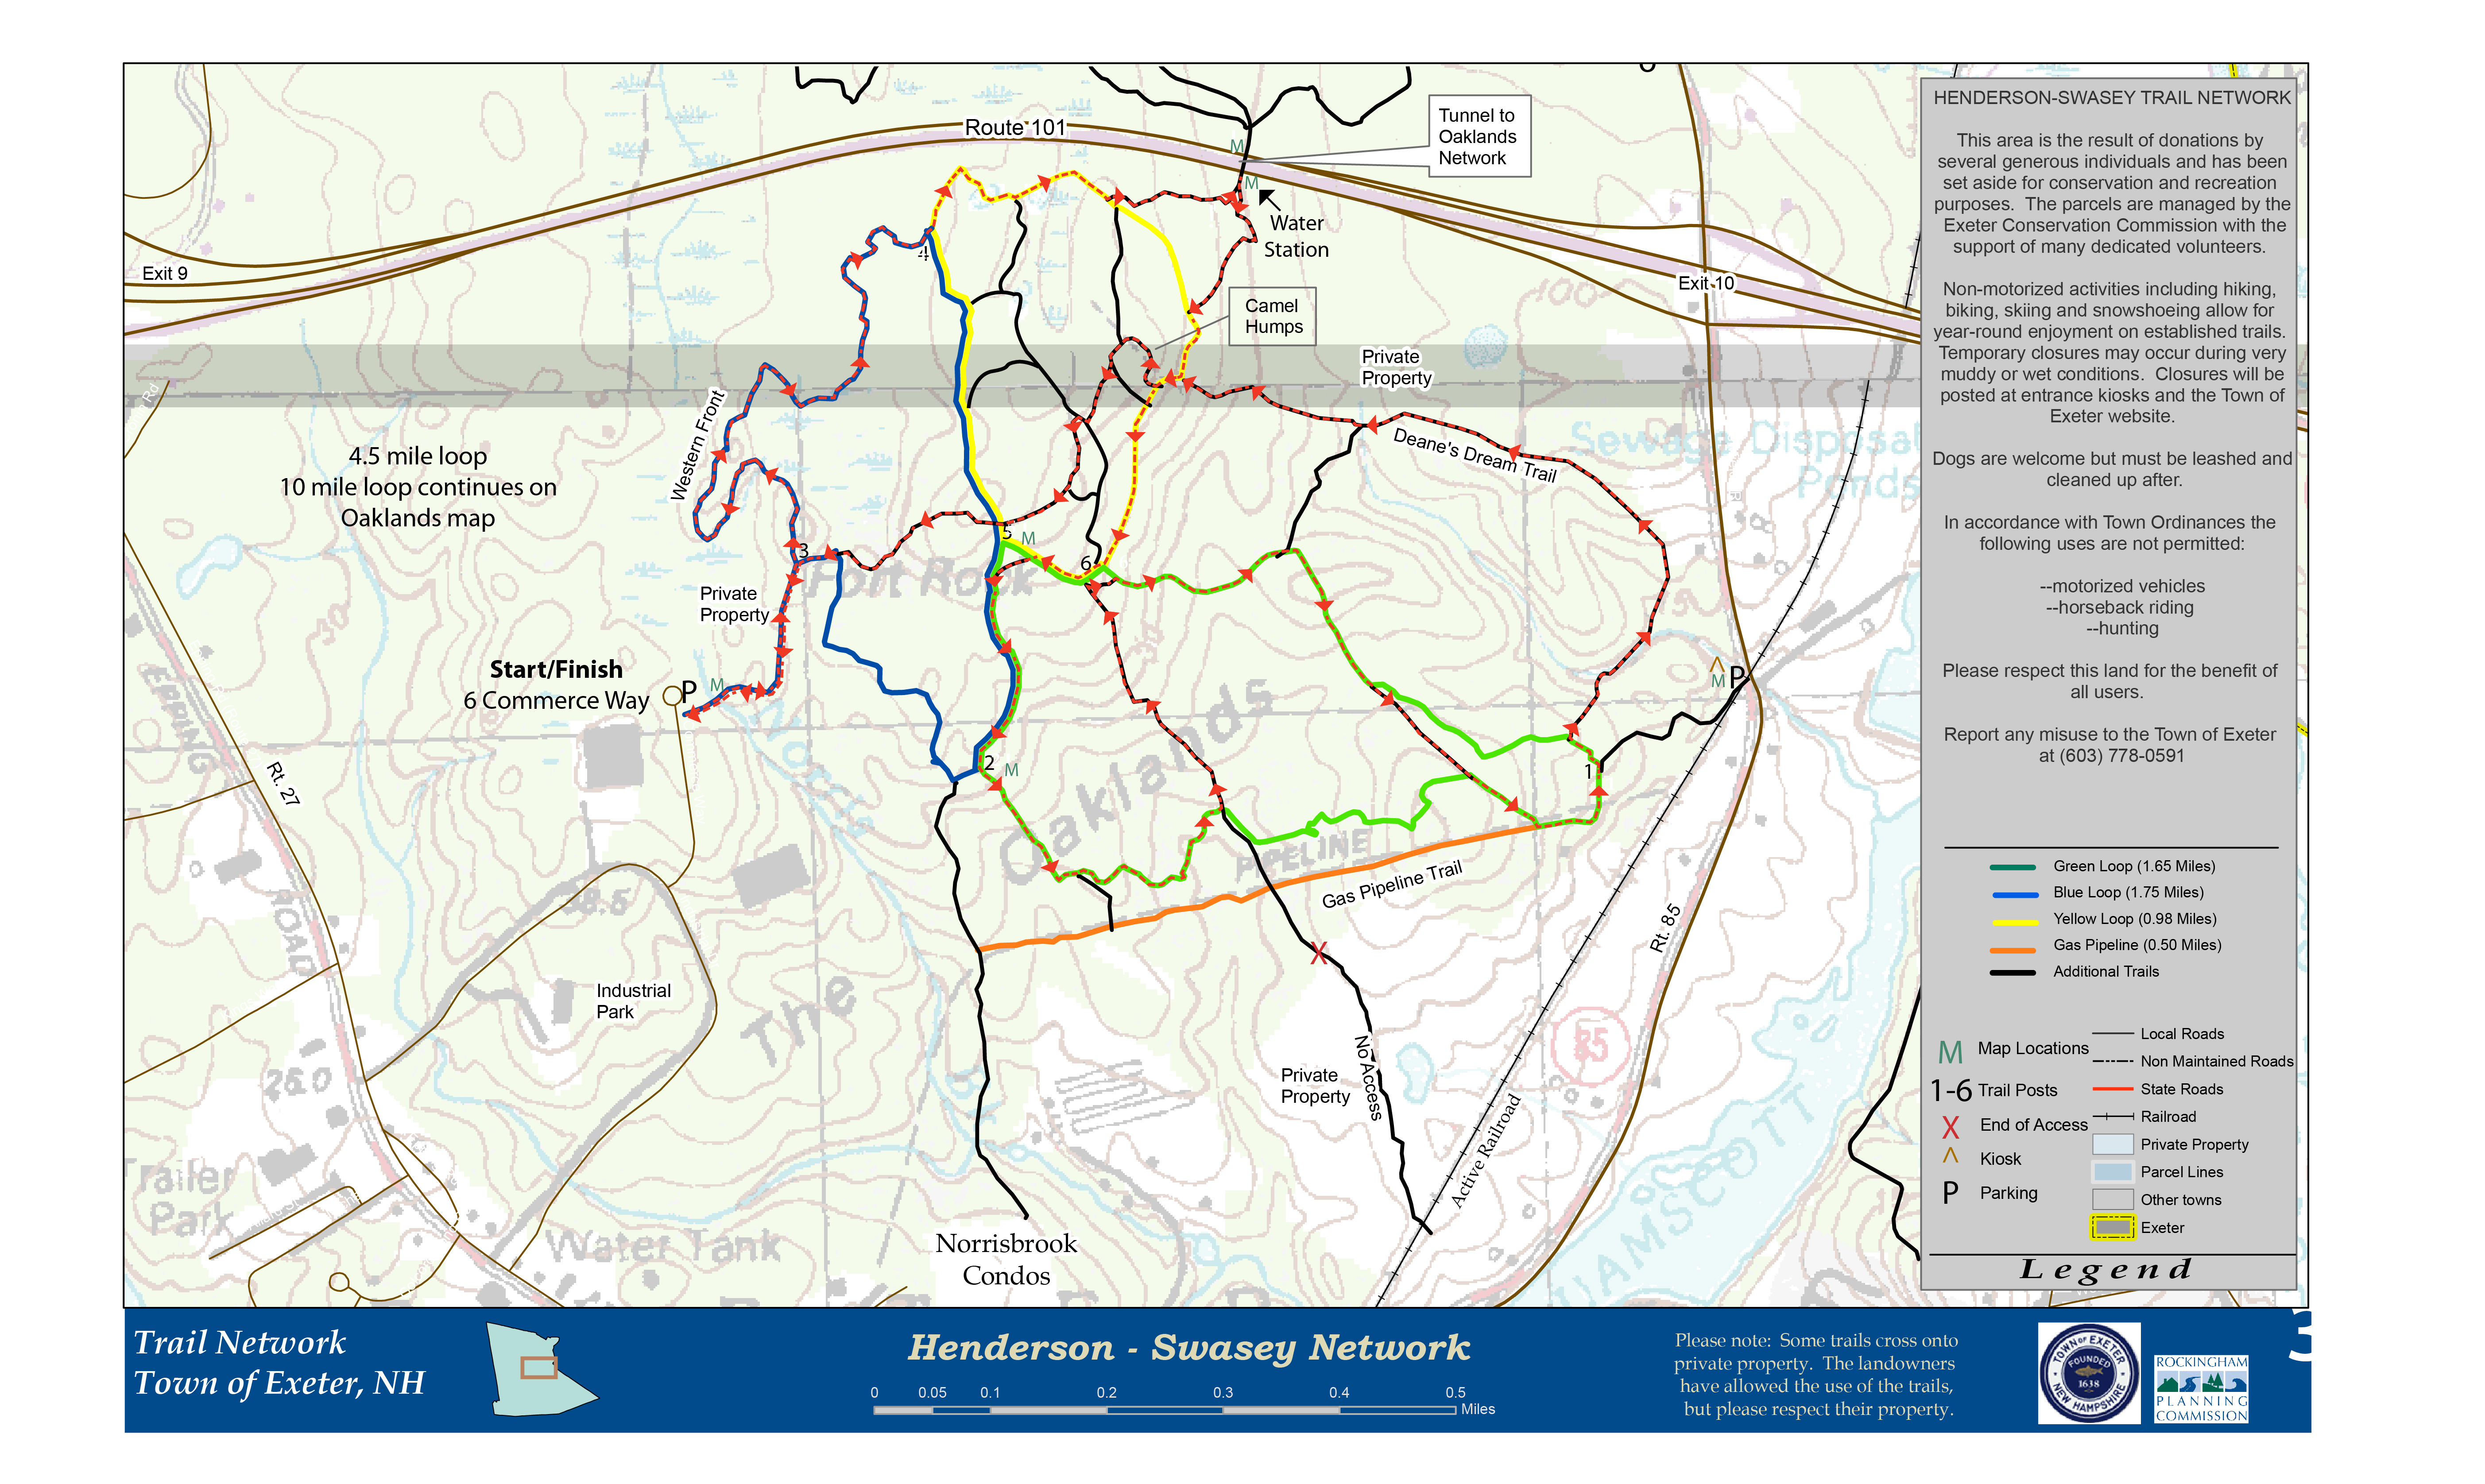 Route 101
Tunnel to
Oaklands
Network
M
M
Water
Station
4
Exit 9
Exit 10
100
Camel
Humps
Private
Property
Rd
Western Front
Deane's Dream Trail
Sewage Disposal
Ponds
4.5 mile loop
10 mile loop continues on
Oaklands map
5
M
3
6
Fort Rock
Private
Property
Start/Finish
6 Commerce Way
P
M
M
P
2
M
1
Rt. 27
EPPING
ROAD
The
Oaklands
PIPELINE
Gas Pipeline Trail
Rt. 85
X
Industrial
Park
No Access
Private
Property
85
Active Railroad
Trailer
Park
Water Tank
Norrisbrook
Condos
HENDERSON-SWASEY TRAIL NETWORK
This area is the result of donations by
several generous individuals and has been
set aside for conservation and recreation
purposes. The parcels are managed by the
Exeter Conservation Commission with the
support of many dedicated volunteers.
Non-motorized activities including hiking,
biking, skiing and snowshoeing allow for
year-round enjoyment on established trails.
Temporary closures may occur during very
muddy or wet conditions. Closures will be
posted at entrance kiosks and the Town of
Exeter website.
Dogs are welcome but must be leashed and
cleaned up after.
In accordance with Town Ordinances the
following uses are not permitted:
--motorized vehicles
--horseback riding
--hunting
Please respect this land for the benefit of
all users.
Report any misuse to the Town of Exeter
at (603) 778-0591
Green Loop (1.65 Miles)
Blue Loop (1.75 Miles)
Yellow Loop (0.98 Miles)
Gas Pipeline (0.50 Miles)
Additional Trails
M Map Locations
1-6 Trail Posts
X End of Access
^ Kiosk
P Parking
Local Roads
Non Maintained Roads
State Roads
Railroad
Private Property
Parcel Lines
Other towns
Exeter
Legend
Trail Network
Town of Exeter, NH
Henderson - Swasey Network
0 0.05 0.1 0.2 0.3 0.4 0.5
Miles
Please note: Some trails cross onto
private property. The landowners
have allowed the use of the trails,
but please respect their property.
TOWN OF EXETER
FOUNDED
1638
NEW HAMPSHIRE
ROCKINGHAM
PLANNING
COMMISSION
3